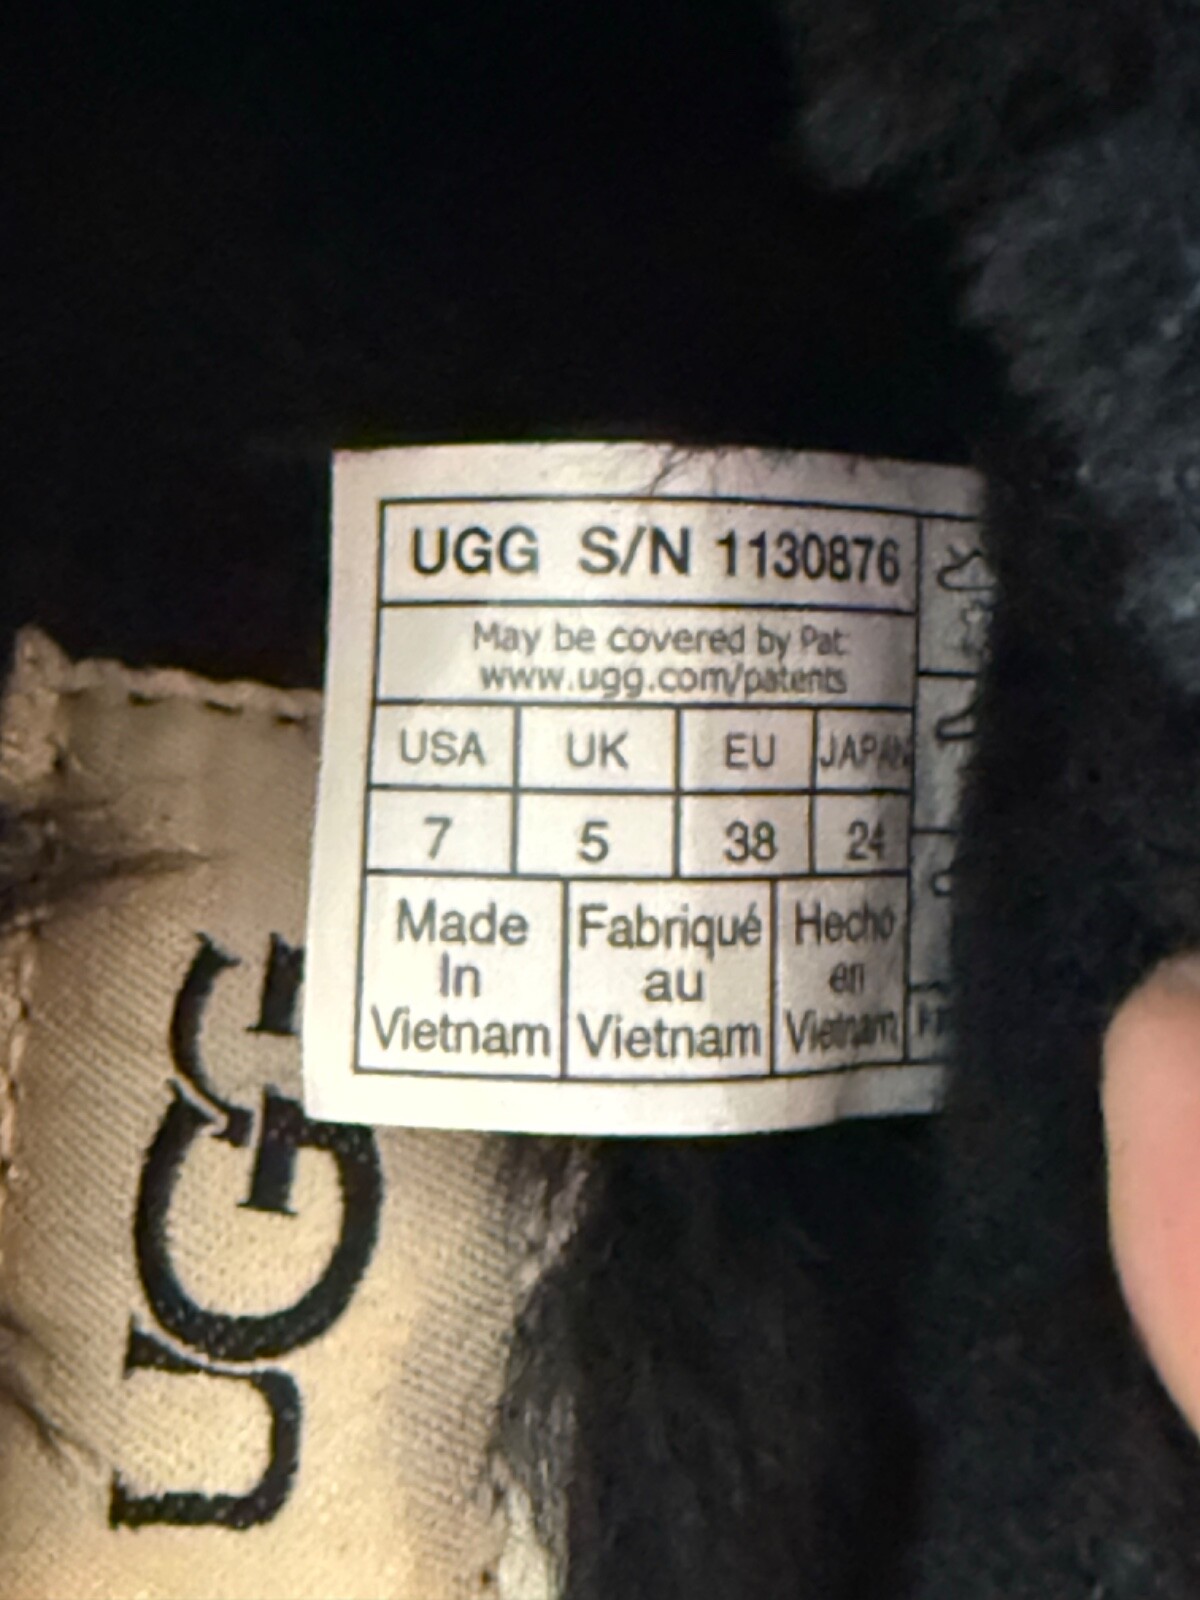 UGG S/N 1130876
May be covered by Pat:
www.ugg.com/patents
USA UK EU JAPAN
7 5 38 24
Made In Vietnam
Fabriqué au Vietnam
Hecho en Vietnam
UGG